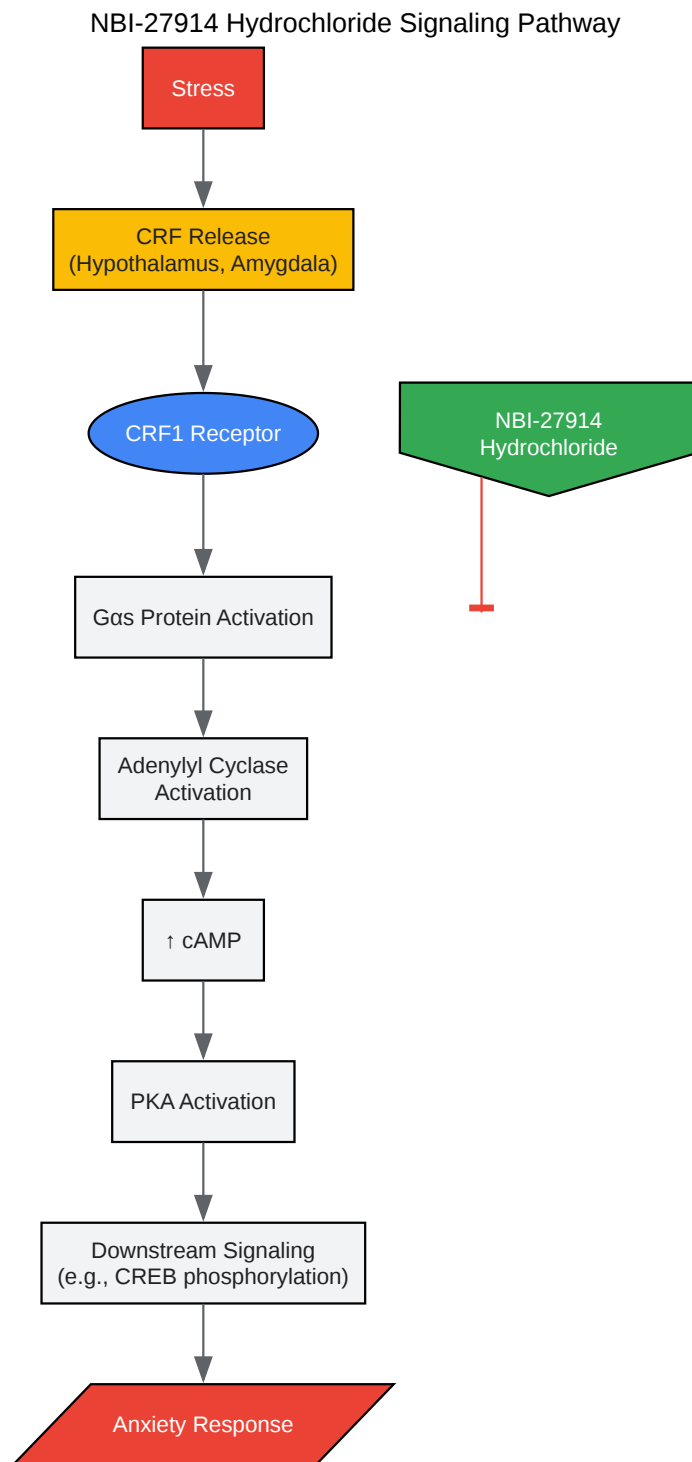 NBI-27914 Hydrochloride Signaling Pathway
Stress
CRF Release
(Hypothalamus, Amygdala)
CRF1 Receptor
NBI-27914
Hydrochloride
Gαs Protein Activation
Adenylyl Cyclase
Activation
↑ cAMP
PKA Activation
Downstream Signaling
(e.g., CREB phosphorylation)
Anxiety Response